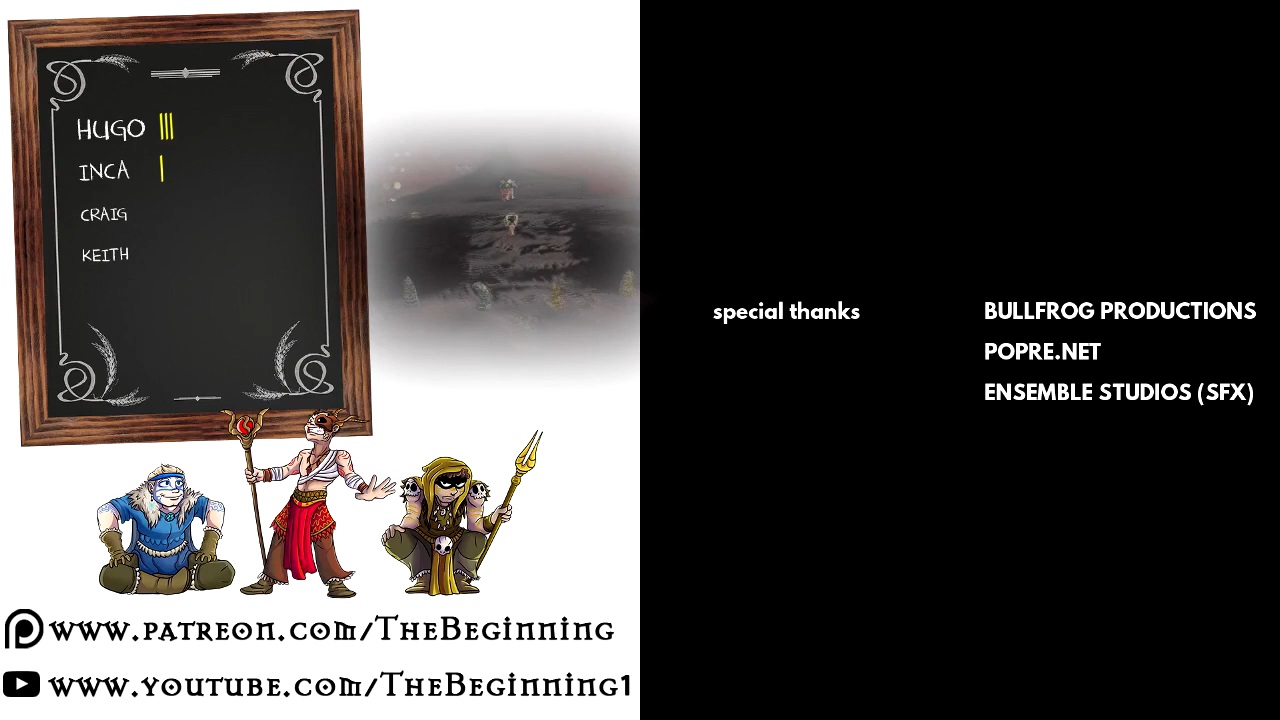 HUGO |||
INCA |
CRAIG
KEITH
special thanks
BULLFROG PRODUCTIONS
POPRE.NET
ENSEMBLE STUDIOS (SFX)
www.patreon.com/TheBeginning
www.youtube.com/TheBeginning1